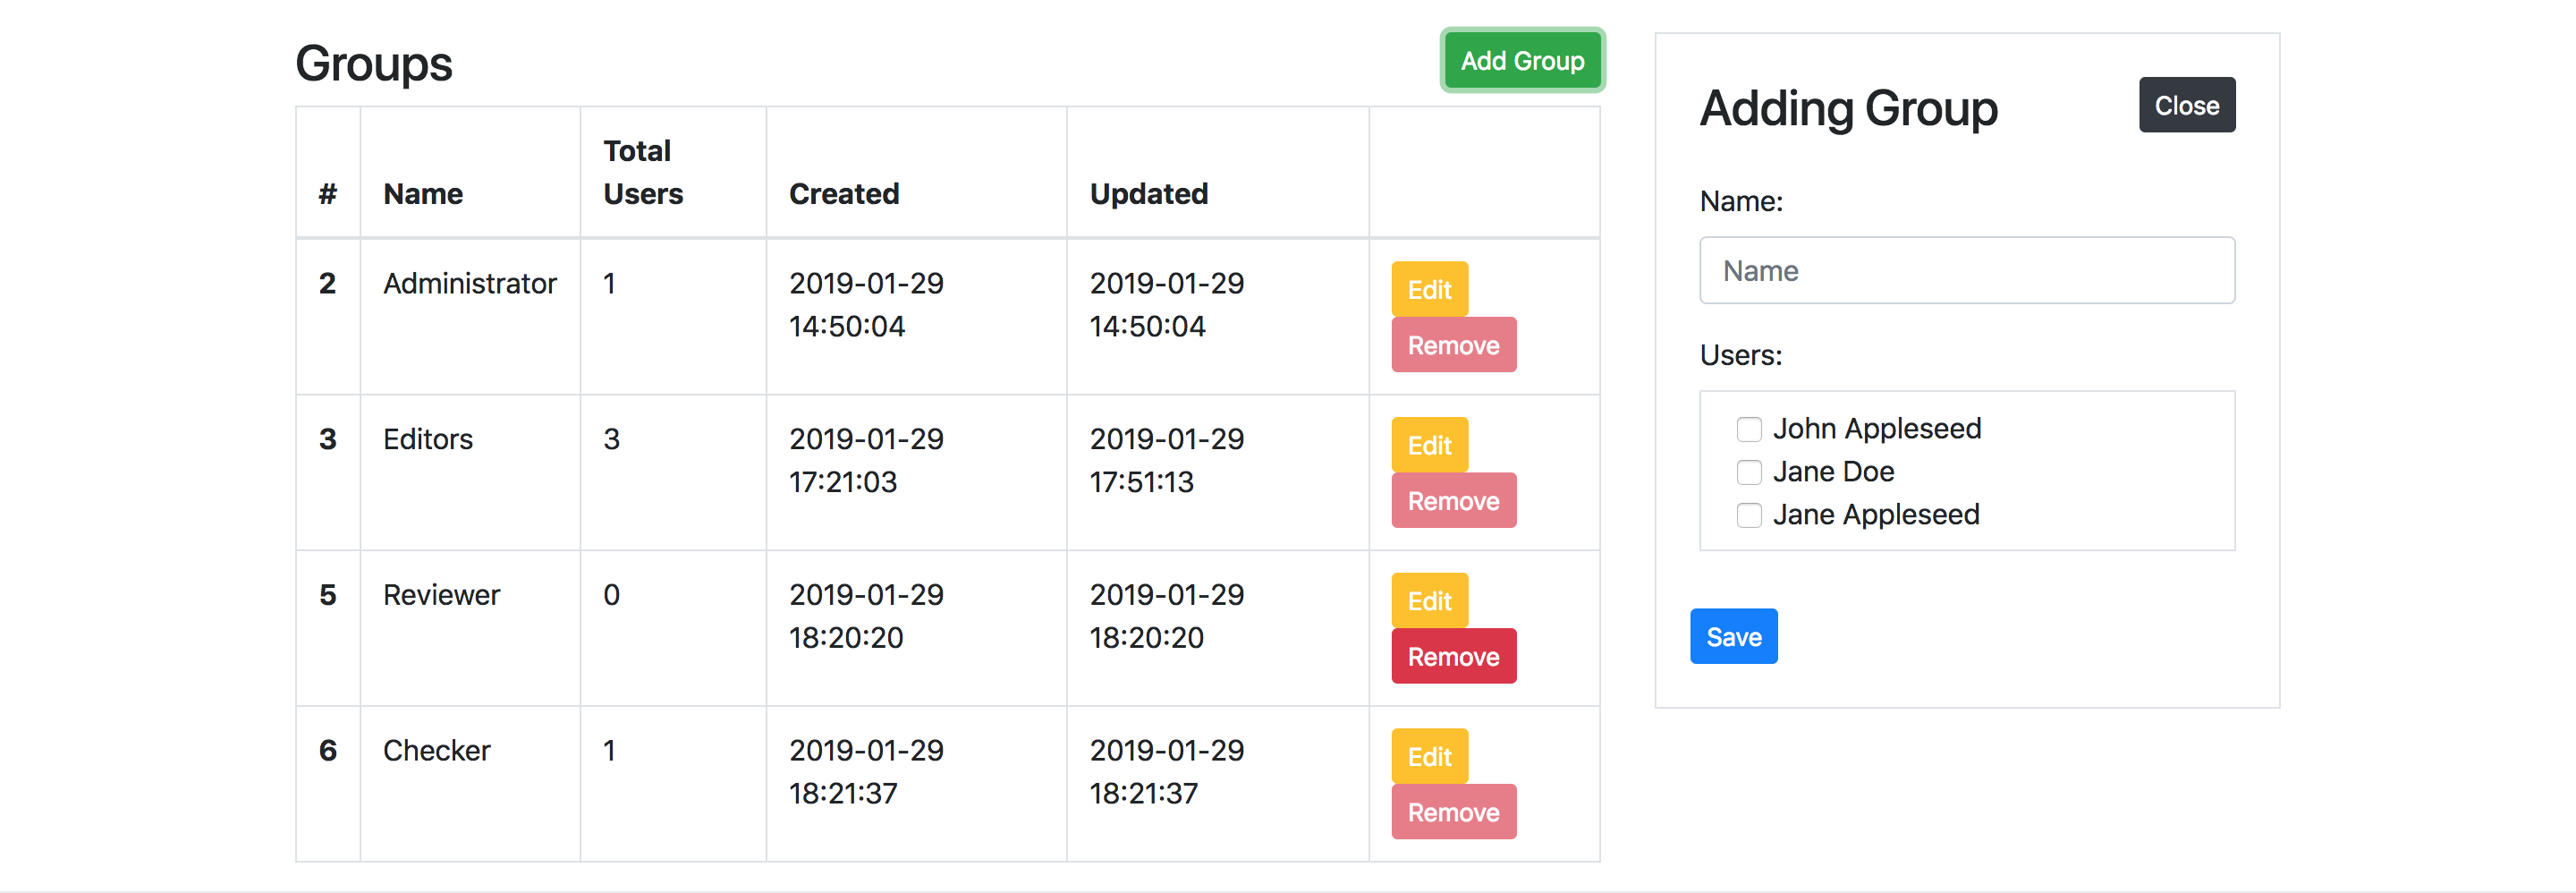 Groups
Add Group
# Name Total Users Created Updated
2 Administrator 1 2019-01-29 14:50:04 2019-01-29 14:50:04 Edit Remove
3 Editors 3 2019-01-29 17:21:03 2019-01-29 17:51:13 Edit Remove
5 Reviewer 0 2019-01-29 18:20:20 2019-01-29 18:20:20 Edit Remove
6 Checker 1 2019-01-29 18:21:37 2019-01-29 18:21:37 Edit Remove
Adding Group
Close
Name:
Name
Users:
John Appleseed
Jane Doe
Jane Appleseed
Save